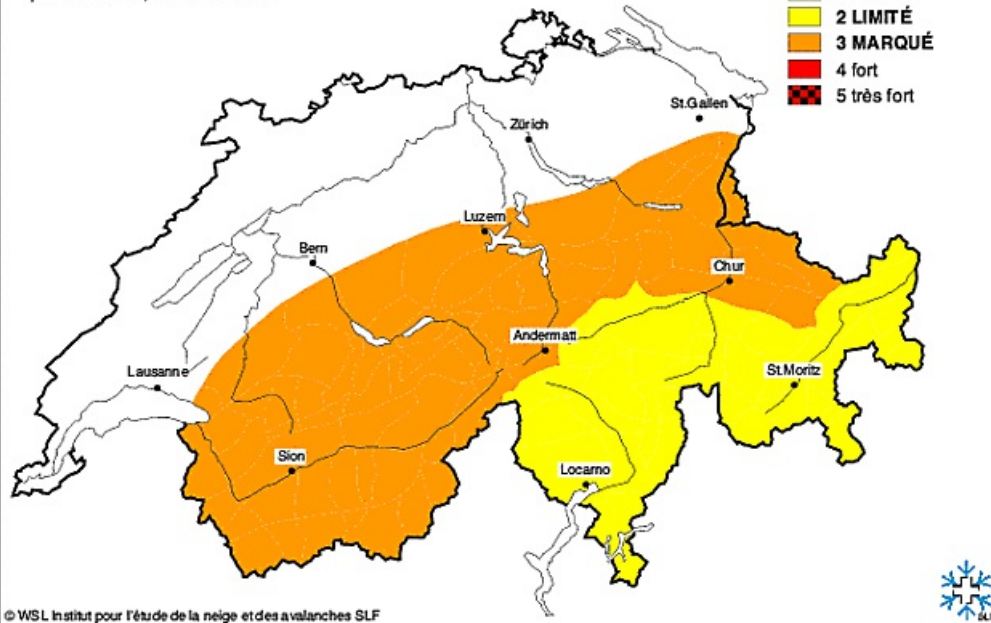 2 LIMITÉ
3 MARQUÉ
4 fort
5 très fort
St.Gallen
Zürich
Luzern
Bern
Chur
Andermatt
Lausanne
St.Moritz
Sion
Locarno
© WSL Institut pour l'étude de la neige et des avalanches SLF
SLF